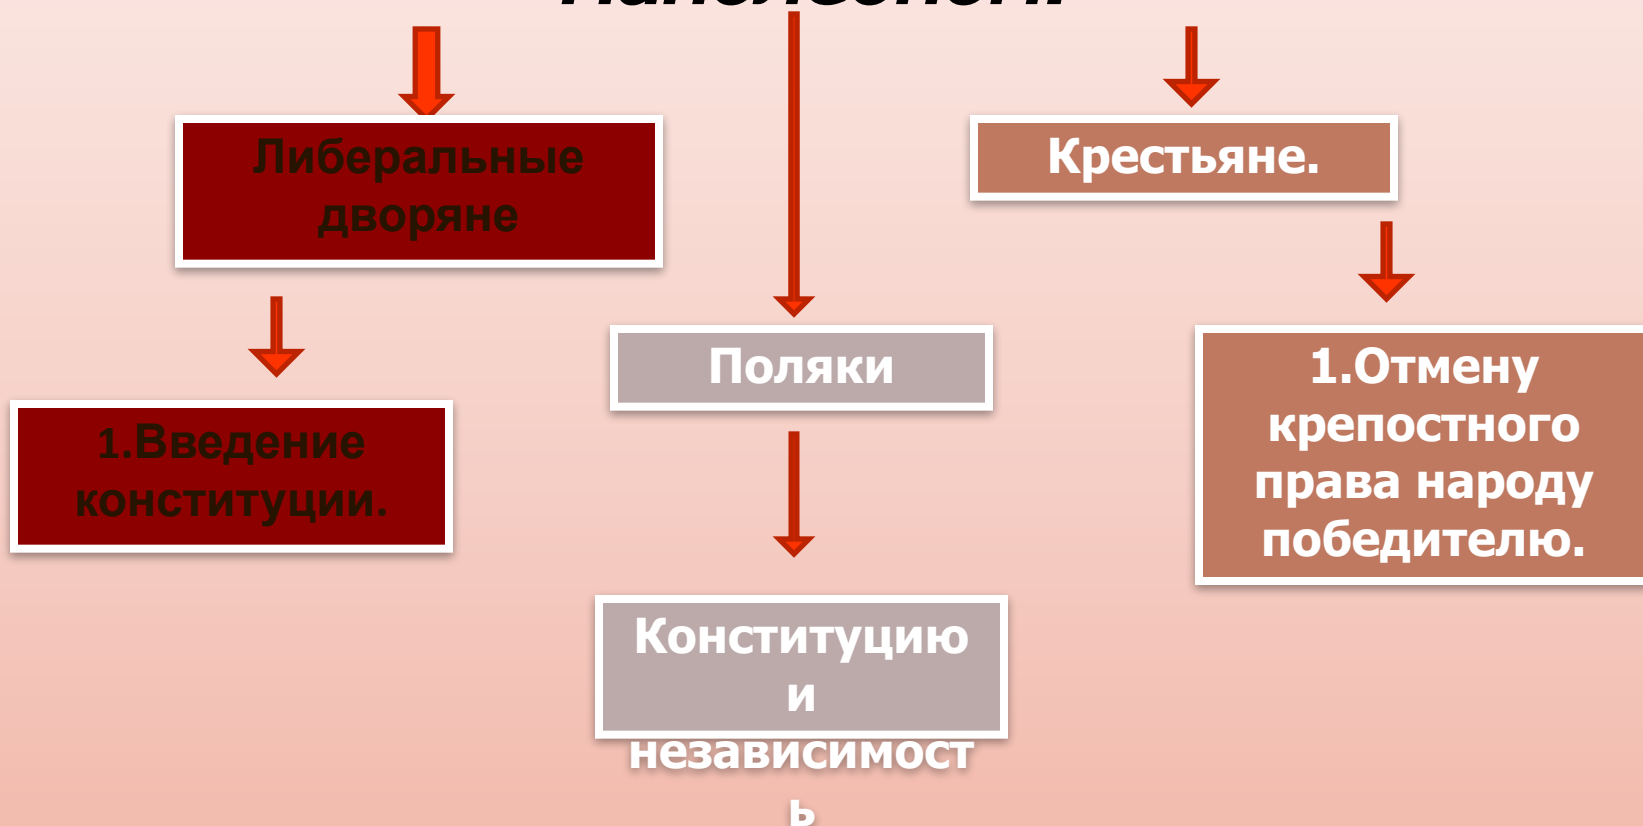 Либеральные
дворяне
Крестьяне.
Поляки
1.Введение
конституции.
1.Отмену
крепостного
права народу
победителю.
Конституцию
и
независимост
ь